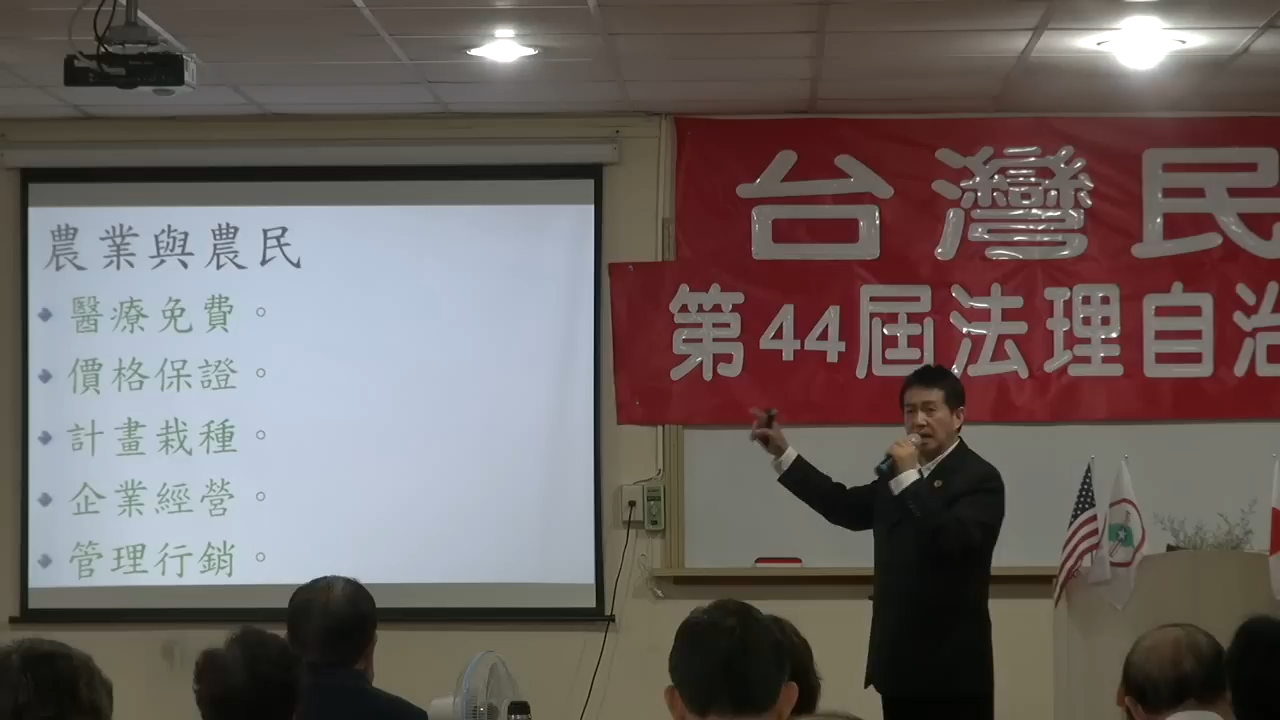 農業與農民
醫療免費。
價格保證。
計畫栽種。
企業經營。
管理行銷。
台灣民
第44屆法理自治